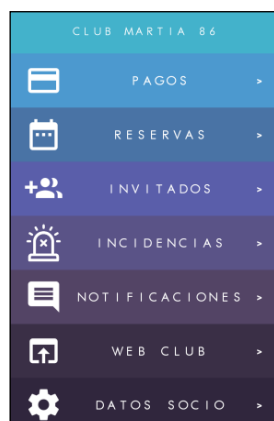 CLUB MARTIA 86
PAGOS >
RESERVAS >
INVITADOS >
INCIDENCIAS >
NOTIFICACIONES >
WEB CLUB >
DATOS SOCIO >